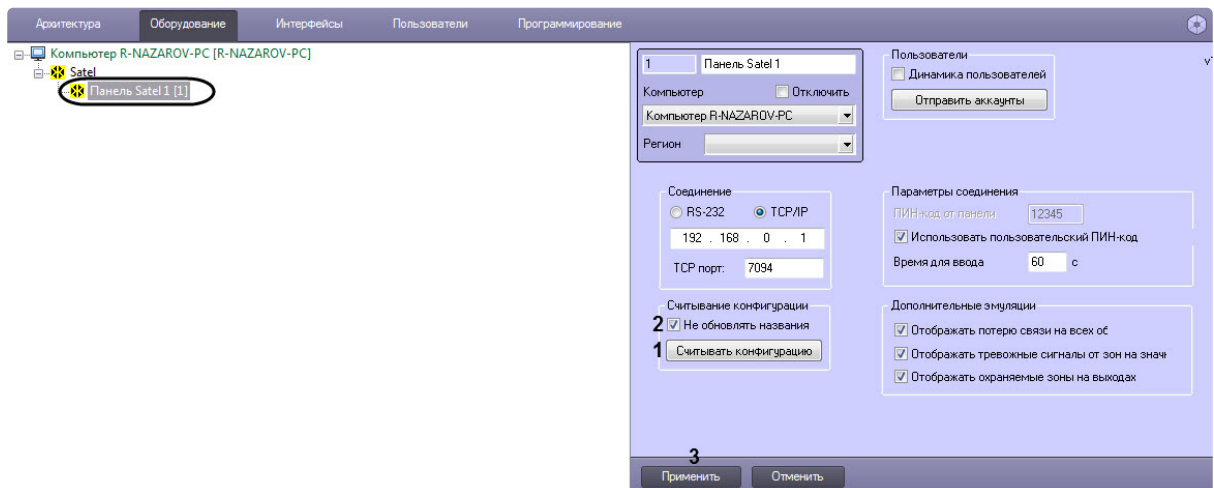 Архитектура Оборудование Интерфейсы Пользователи Программирование
Компьютер R-NAZAROV-PC [R-NAZAROV-PC]
Satel
Панель Satel 1 [1]
1 Панель Satel 1
Компьютер Отключить
Компьютер R-NAZAROV-PC
Регион
Пользователи
Динамика пользователей
Отправить аккаунты
Соединение
RS-232 TCP/IP
192 . 168 . 0 . 1
TCP порт: 7094
Параметры соединения
ПИН-код от панели 12345
Использовать пользовательский ПИН-код
Время для ввода 60 с
Считывание конфигурации
2 Не обновлять названия
1 Считывать конфигурацию
Дополнительные эмуляции
Отображать потерю связи на всех об
Отображать тревожные сигналы от зон на знач
Отображать охраняемые зоны на выходах
3
Применить Отменить